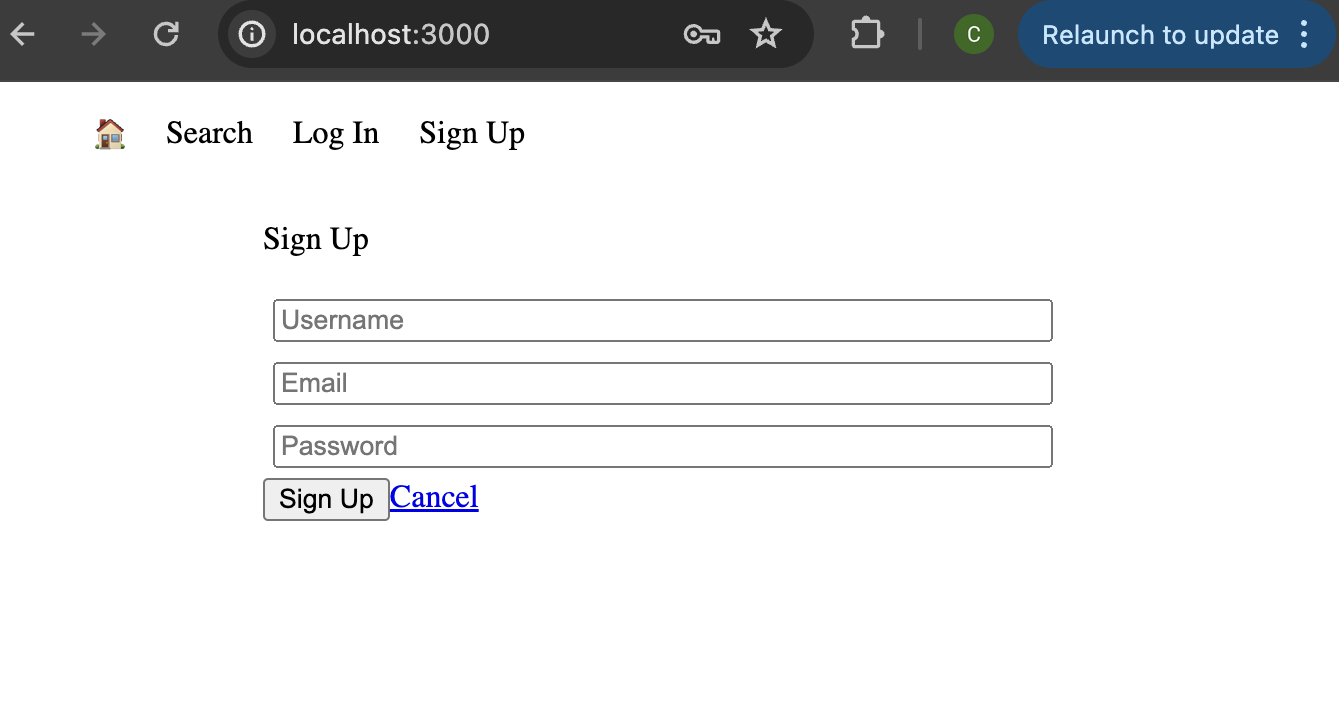 localhost:3000 C Relaunch to update
Search Log In Sign Up
Sign Up
Username
Email
Password
Sign Up Cancel